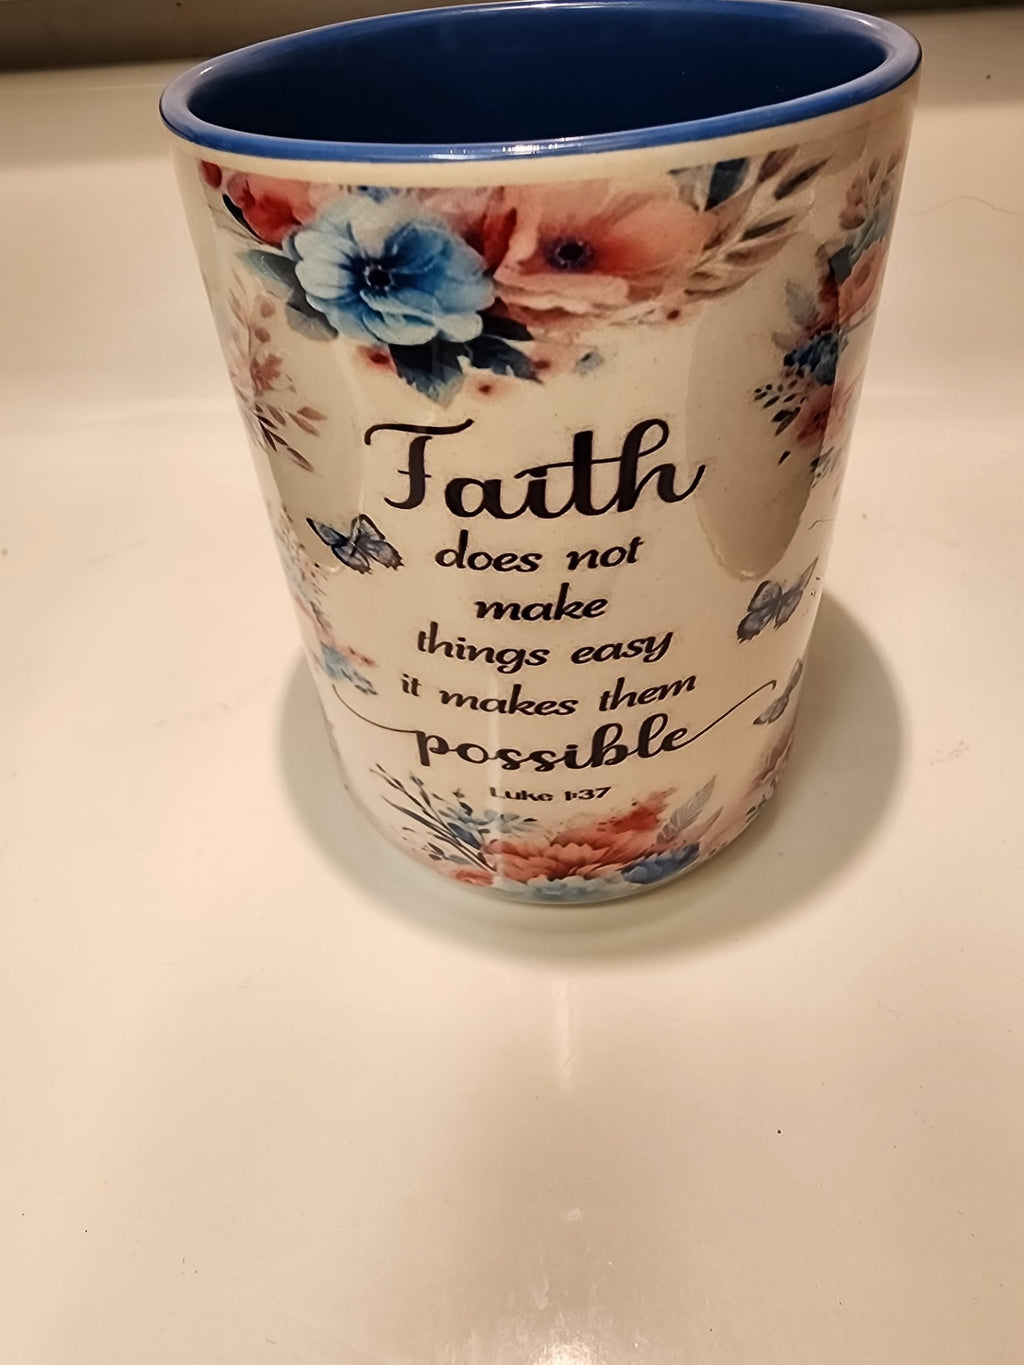 Faith
does not
make
things easy
it makes them
possible
Luke 1:37